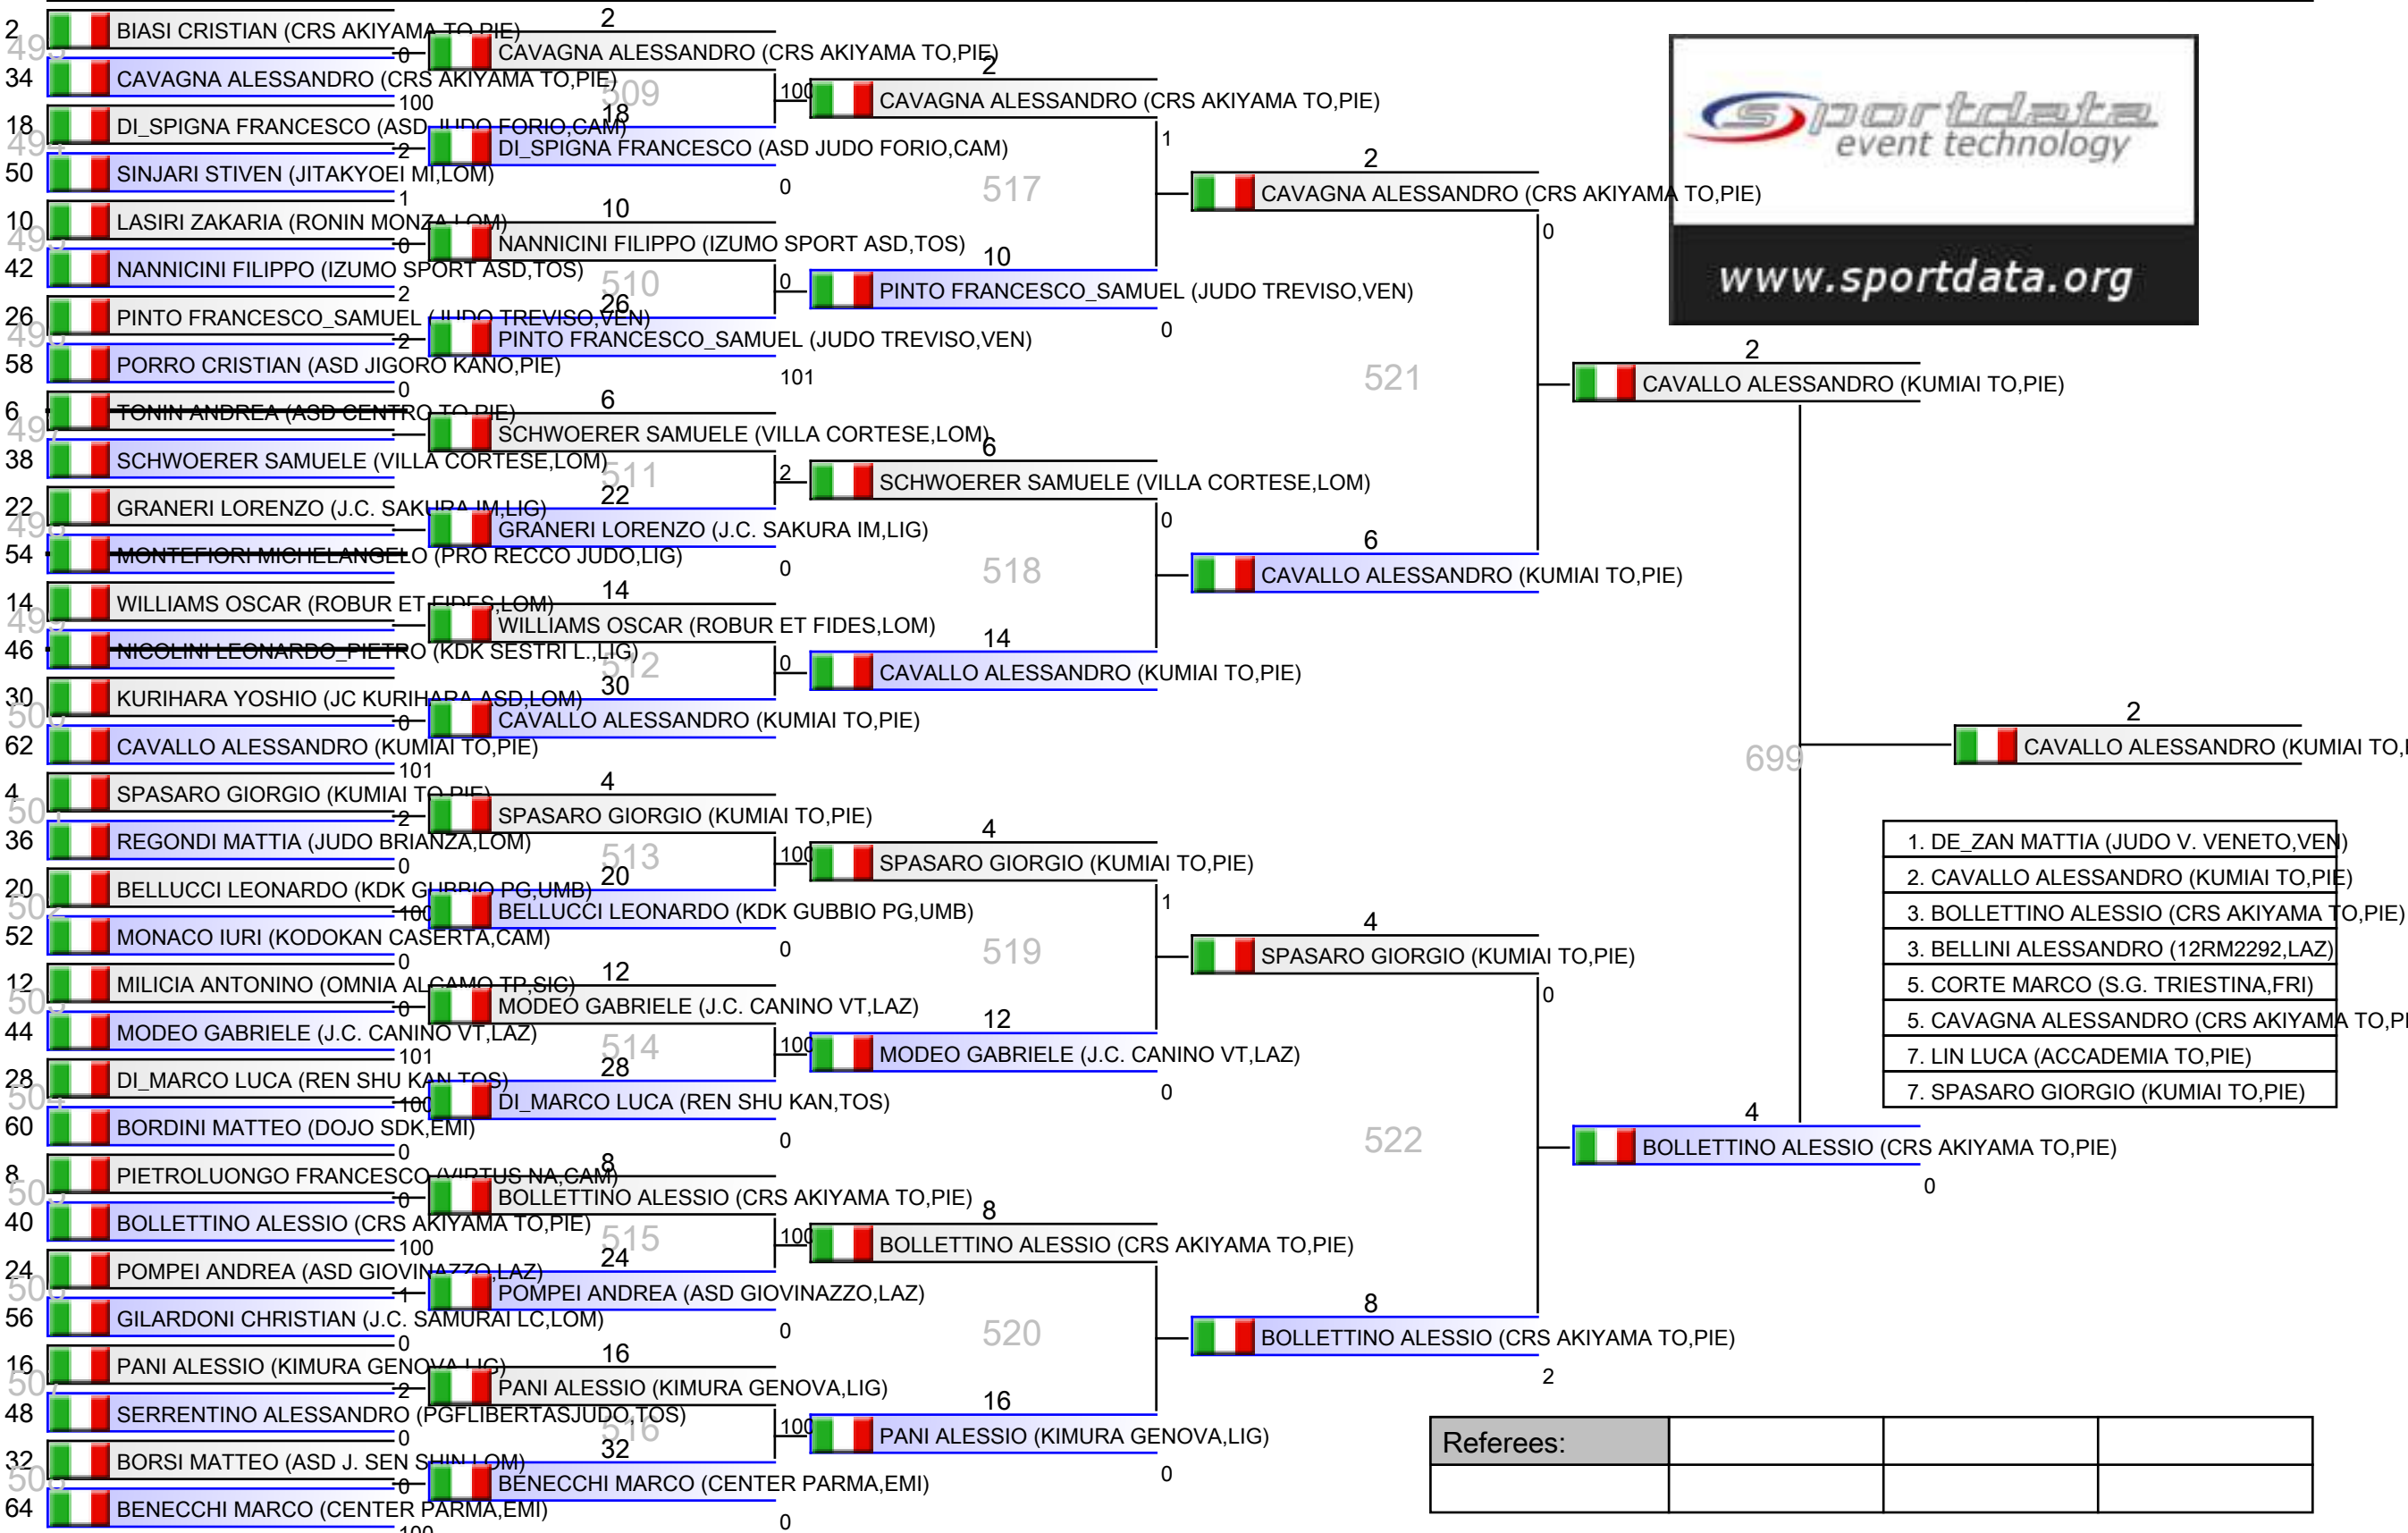 2 BIASI CRISTIAN (CRS AKIYAMA TO,PIE)
0
34 CAVAGNA ALESSANDRO (CRS AKIYAMA TO,PIE)
100
18 DI_SPIGNA FRANCESCO (ASD JUDO FORIO,CAM)
494
2
50 SINJARI STIVEN (JITAKYOEI MI,LOM)
1
10 LASIRI ZAKARIA (RONIN MONZA,LOM)
0
42 NANNICINI FILIPPO (IZUMO SPORT ASD,TOS)
2
26 PINTO FRANCESCO_SAMUEL (JUDO TREVISO,VEN)
2
58 PORRO CRISTIAN (ASD JIGORO KANO,PIE)
0
6 TONIN ANDREA (ASD CENTRO TO,PIE)
38 SCHWOERER SAMUELE (VILLA CORTESE,LOM)
22 GRANERI LORENZO (J.C. SAKURA IM,LIG)
54 MONTEFIORI MICHELANGELO (PRO RECCO JUDO,LIG)
14 WILLIAMS OSCAR (ROBUR ET FIDES,LOM)
499
46 NICOLINI LEONARDO_PIETRO (KDK SESTRI L.,LIG)
30 KURIHARA YOSHIO (JC KURIHARA ASD,LOM)
0
62 CAVALLO ALESSANDRO (KUMIAI TO,PIE)
101
4 SPASARO GIORGIO (KUMIAI TO,PIE)
2
36 REGONDI MATTIA (JUDO BRIANZA,LOM)
0
20 BELLUCCI LEONARDO (KDK GUBBIO PG,UMB)
502
100
52 MONACO IURI (KODOKAN CASERTA,CAM)
0
12 MILICIA ANTONINO (OMNIA ALCAMO TP,SIC)
0
44 MODEO GABRIELE (J.C. CANINO VT,LAZ)
101
28 DI_MARCO LUCA (REN SHU KAN,TOS)
504
100
60 BORDINI MATTEO (DOJO SDK,EMI)
0
8 PIETROLUONGO FRANCESCO (VIRTUS NA,CAM)
0
40 BOLLETTINO ALESSIO (CRS AKIYAMA TO,PIE)
100
24 POMPEI ANDREA (ASD GIOVINAZZO,LAZ)
1
56 GILARDONI CHRISTIAN (J.C. SAMURAI LC,LOM)
0
16 PANI ALESSIO (KIMURA GENOVA,LIG)
2
48 SERRENTINO ALESSANDRO (PGFLIBERTASJUDO,TOS)
0
32 BORSI MATTEO (ASD J. SEN SHIN,LOM)
0
64 BENECCHI MARCO (CENTER PARMA,EMI)
100
2
CAVAGNA ALESSANDRO (CRS AKIYAMA TO,PIE)
509
100
18
DI_SPIGNA FRANCESCO (ASD JUDO FORIO,CAM)
0
10
NANNICINI FILIPPO (IZUMO SPORT ASD,TOS)
510
0
26
PINTO FRANCESCO_SAMUEL (JUDO TREVISO,VEN)
101
6
SCHWOERER SAMUELE (VILLA CORTESE,LOM)
511
2
22
GRANERI LORENZO (J.C. SAKURA IM,LIG)
0
14
WILLIAMS OSCAR (ROBUR ET FIDES,LOM)
512
0
30
CAVALLO ALESSANDRO (KUMIAI TO,PIE)
4
SPASARO GIORGIO (KUMIAI TO,PIE)
513
100
20
BELLUCCI LEONARDO (KDK GUBBIO PG,UMB)
0
12
MODEO GABRIELE (J.C. CANINO VT,LAZ)
514
100
28
DI_MARCO LUCA (REN SHU KAN,TOS)
0
8
BOLLETTINO ALESSIO (CRS AKIYAMA TO,PIE)
515
100
24
POMPEI ANDREA (ASD GIOVINAZZO,LAZ)
0
16
PANI ALESSIO (KIMURA GENOVA,LIG)
516
100
32
BENECCHI MARCO (CENTER PARMA,EMI)
0
2
CAVAGNA ALESSANDRO (CRS AKIYAMA TO,PIE)
1
517
10
PINTO FRANCESCO_SAMUEL (JUDO TREVISO,VEN)
0
6
SCHWOERER SAMUELE (VILLA CORTESE,LOM)
0
518
14
CAVALLO ALESSANDRO (KUMIAI TO,PIE)
4
SPASARO GIORGIO (KUMIAI TO,PIE)
1
519
12
MODEO GABRIELE (J.C. CANINO VT,LAZ)
0
8
BOLLETTINO ALESSIO (CRS AKIYAMA TO,PIE)
520
16
PANI ALESSIO (KIMURA GENOVA,LIG)
0
2
CAVAGNA ALESSANDRO (CRS AKIYAMA TO,PIE)
0
521
6
CAVALLO ALESSANDRO (KUMIAI TO,PIE)
4
SPASARO GIORGIO (KUMIAI TO,PIE)
0
522
8
BOLLETTINO ALESSIO (CRS AKIYAMA TO,PIE)
2
sportdata
event technology
www.sportdata.org
2
CAVALLO ALESSANDRO (KUMIAI TO,PIE)
699
4
BOLLETTINO ALESSIO (CRS AKIYAMA TO,PIE)
0
2
CAVALLO ALESSANDRO (KUMIAI TO,
1. DE_ZAN MATTIA (JUDO V. VENETO,VEN)
2. CAVALLO ALESSANDRO (KUMIAI TO,PIE)
3. BOLLETTINO ALESSIO (CRS AKIYAMA TO,PIE)
3. BELLINI ALESSANDRO (12RM2292,LAZ)
5. CORTE MARCO (S.G. TRIESTINA,FRI)
5. CAVAGNA ALESSANDRO (CRS AKIYAMA TO,
7. LIN LUCA (ACCADEMIA TO,PIE)
7. SPASARO GIORGIO (KUMIAI TO,PIE)
Referees: